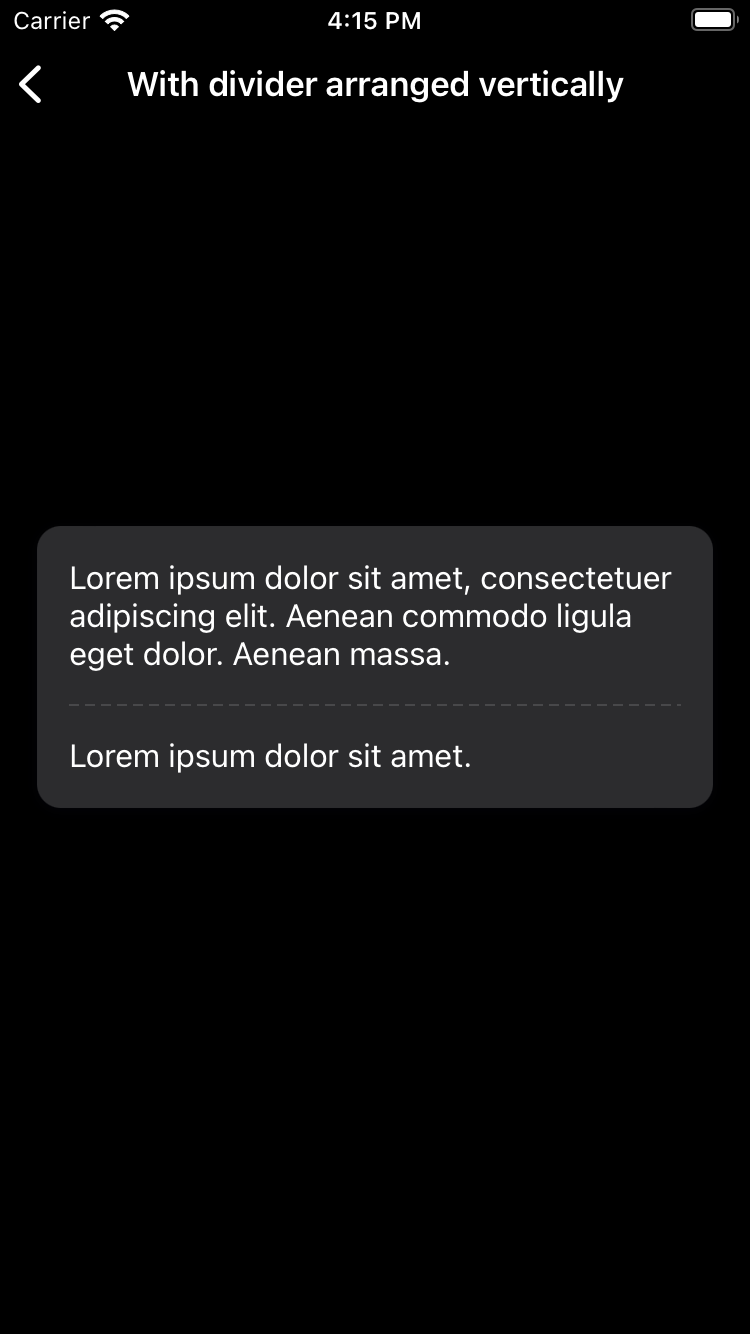 Carrier
4:15 PM
With divider arranged vertically
Lorem ipsum dolor sit amet, consectetuer
adipiscing elit. Aenean commodo ligula
eget dolor. Aenean massa.
Lorem ipsum dolor sit amet.